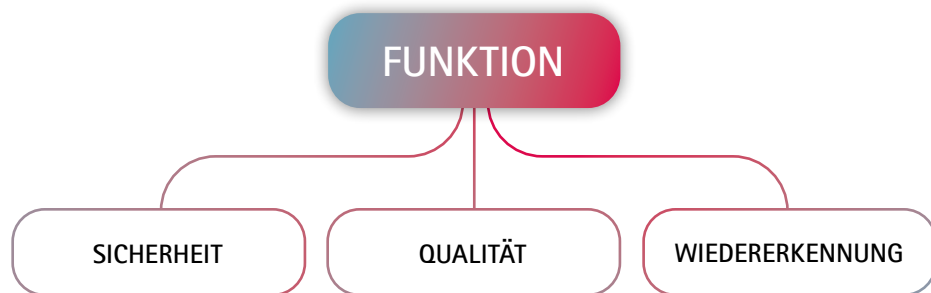 FUNKTION
SICHERHEIT
QUALITÄT
WIEDERERKENNUNG